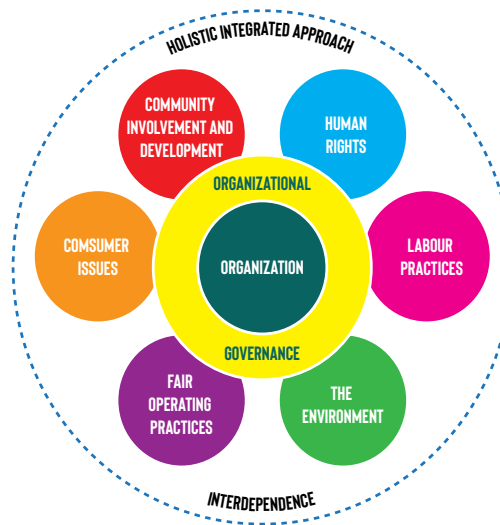 HOLISTIC INTEGRATED APPROACH
COMMUNITY
INVOLVEMENT AND
DEVELOPMENT
HUMAN
RIGHTS
ORGANIZATIONAL
COMSUMER
ISSUES
ORGANIZATION
LABOUR
PRACTICES
GOVERNANCE
FAIR
OPERATING
PRACTICES
THE
ENVIRONMENT
INTERDEPENDENCE